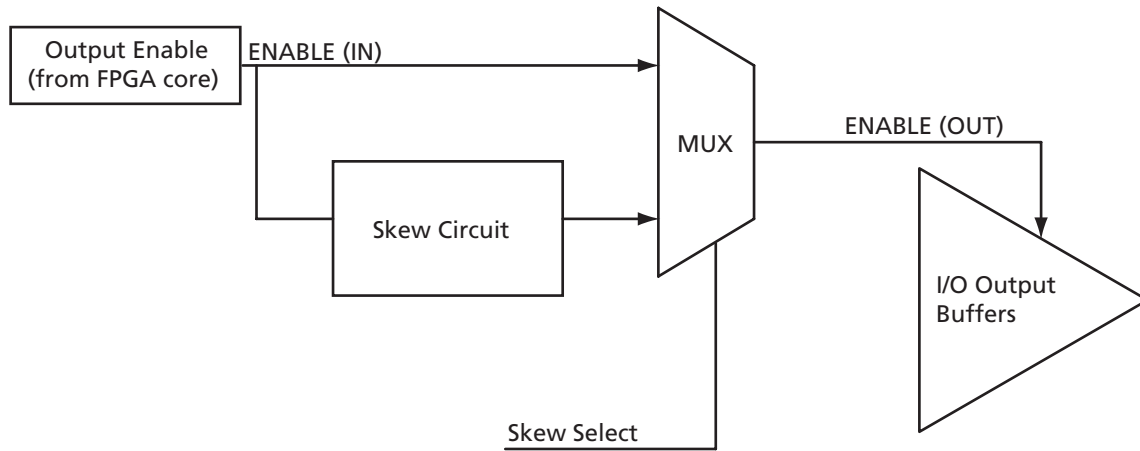 Output Enable
(from FPGA core)
ENABLE (IN)
MUX
ENABLE (OUT)
Skew Circuit
I/O Output
Buffers
Skew Select